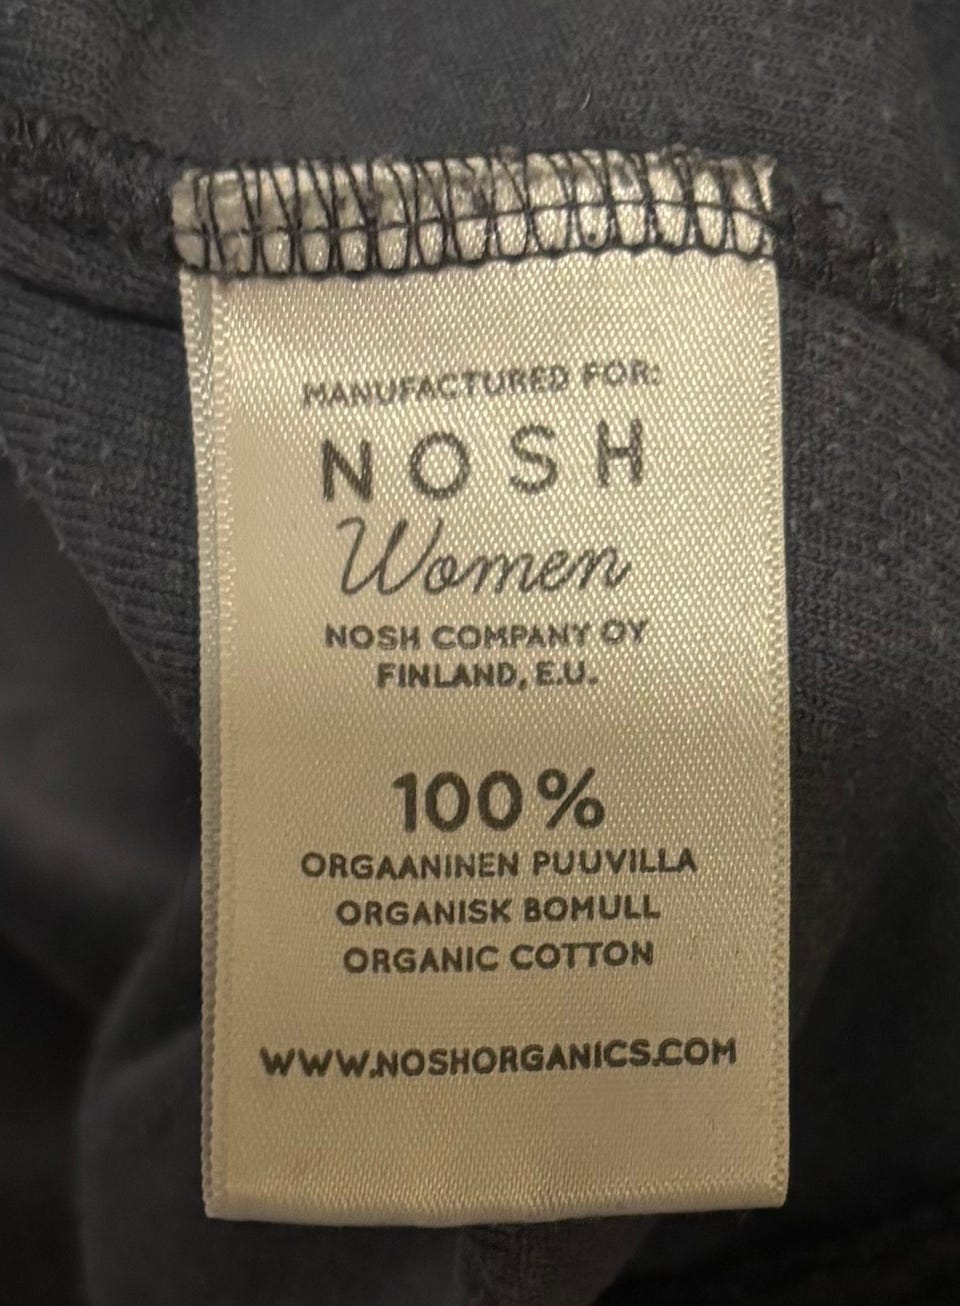 MANUFACTURED FOR:
NOSH
Women
NOSH COMPANY OY
FINLAND, E.U.
100%
ORGAANINEN PUUVILLA
ORGANISK BOMULL
ORGANIC COTTON
WWW.NOSHORGANICS.COM